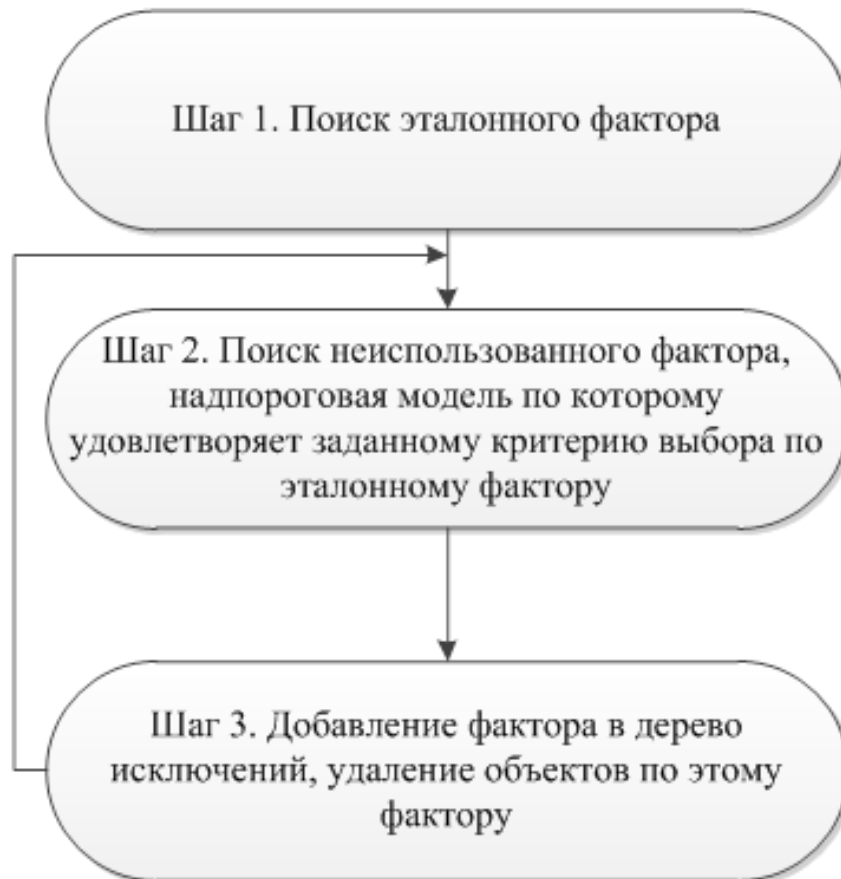 Шаг 1. Поиск эталонного фактора
Шаг 2. Поиск неиспользованного фактора,
надпороговая модель по которому
удовлетворяет заданному критерию выбора по
эталонному фактору
Шаг 3. Добавление фактора в дерево
исключений, удаление объектов по этому
фактору